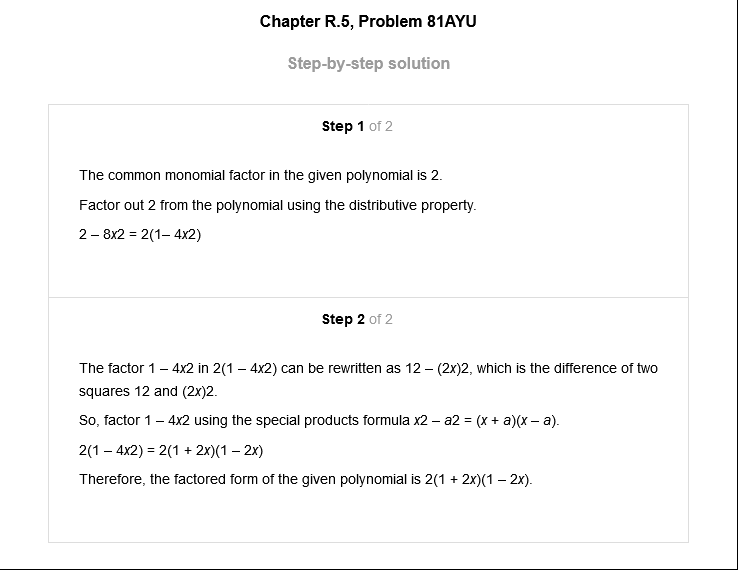 Chapter R.5, Problem 81AYU
Step-by-step solution
Step 1 of 2
The common monomial factor in the given polynomial is 2.
Factor out 2 from the polynomial using the distributive property.
2 – 8x2 = 2(1– 4x2)
Step 2 of 2
The factor 1 – 4x2 in 2(1 – 4x2) can be rewritten as 12 – (2x)2, which is the difference of two
squares 12 and (2x)2.
So, factor 1 – 4x2 using the special products formula x2 – a2 = (x + a)(x – a).
2(1 – 4x2) = 2(1 + 2x)(1 – 2x)
Therefore, the factored form of the given polynomial is 2(1 + 2x)(1 – 2x).